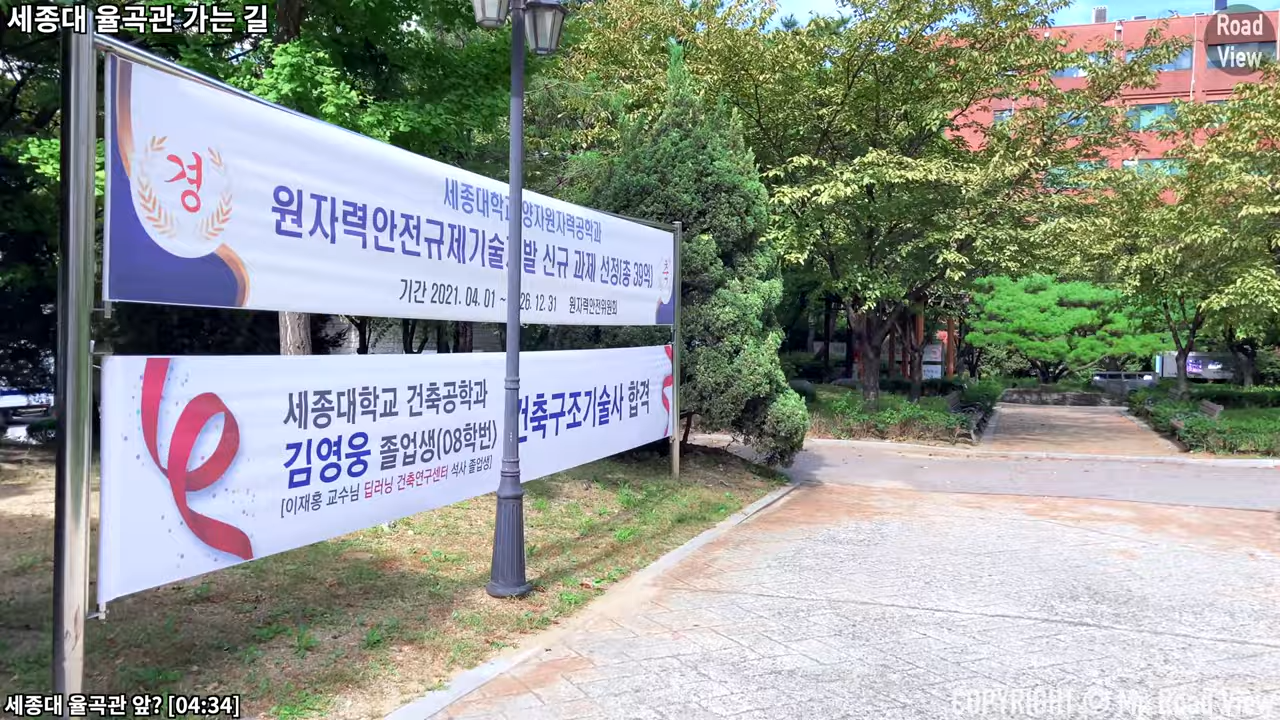 세종대 율곡관 가는 길
Road
View
경
세종대학교 양자원자력공학과
원자력안전규제기술개발 신규 과제 선정(총 39억)
축
기간 2021. 04. 01 ~ 26. 12. 31 원자력안전위원회
세종대학교 건축공학과
김영웅 졸업생(08학번) 건축구조기술사 합격
[이재홍 교수님 딥러닝 건축연구센터 석사 졸업생]
세종대 율곡관 앞? [04:34]
COPYRIGHT My Road View